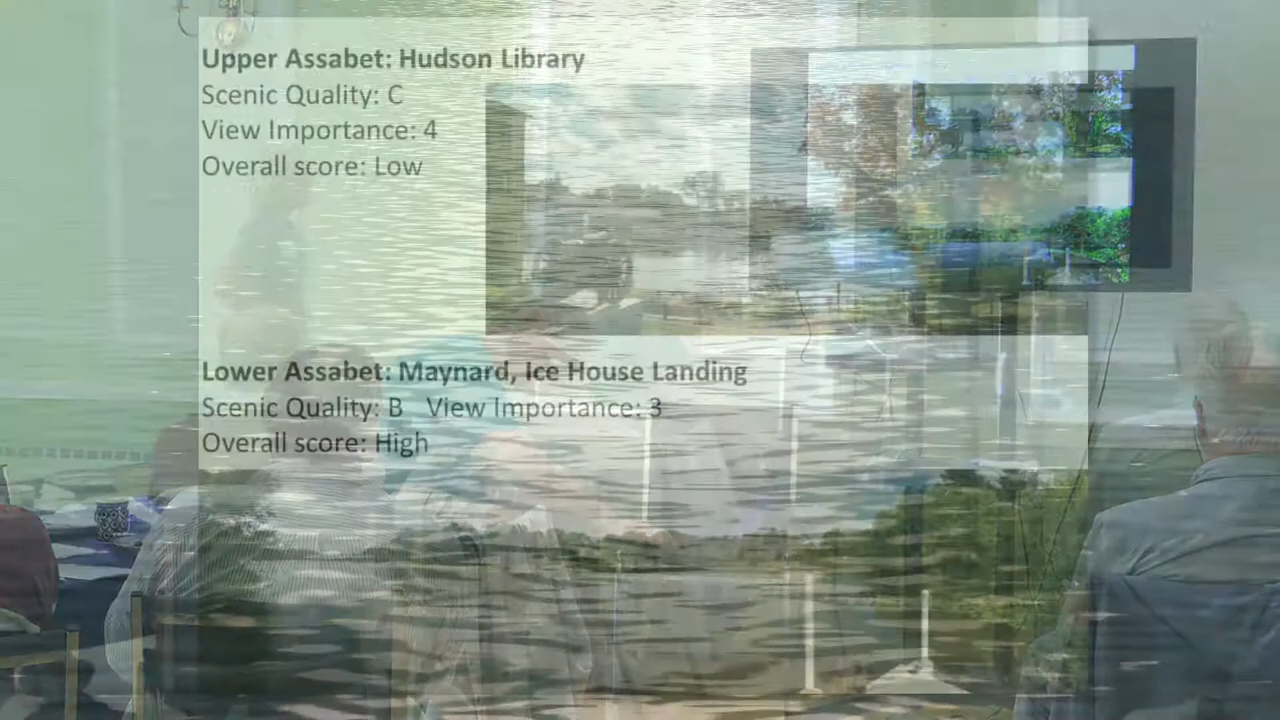 Upper Assabet: Hudson Library
Scenic Quality: C
View Importance: 4
Overall score: Low
Lower Assabet: Maynard, Ice House Landing
Scenic Quality: B View Importance: 3
Overall score: High